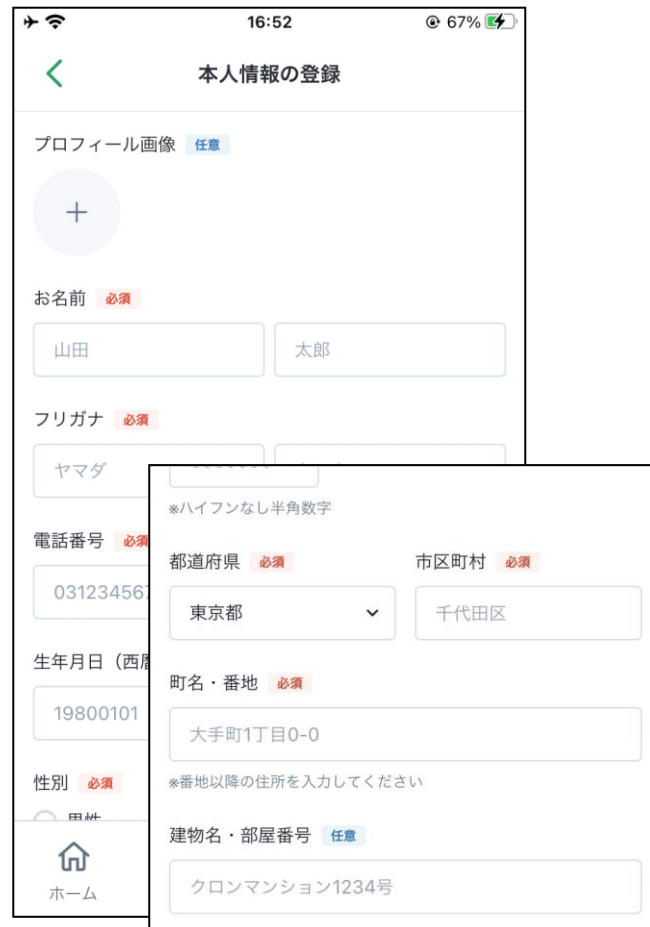 16:52
67%
本人情報の登録
プロフィール画像 任意
+
お名前 必須
山田 太郎
フリガナ 必須
ヤマダ
電話番号 必須
031234567
生年月日（西暦
19800101
性別 必須
男性
ホーム
※ハイフンなし半角数字
都道府県 必須 市区町村 必須
東京都 千代田区
町名・番地 必須
大手町1丁目0-0
※番地以降の住所を入力してください
建物名・部屋番号 任意
クロンマンション1234号